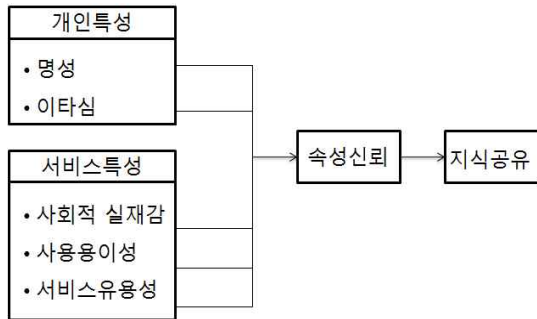 개인특성
• 명성
• 이타심
서비스특성
• 사회적 실재감
• 사용용이성
• 서비스유용성
속성신뢰
지식공유